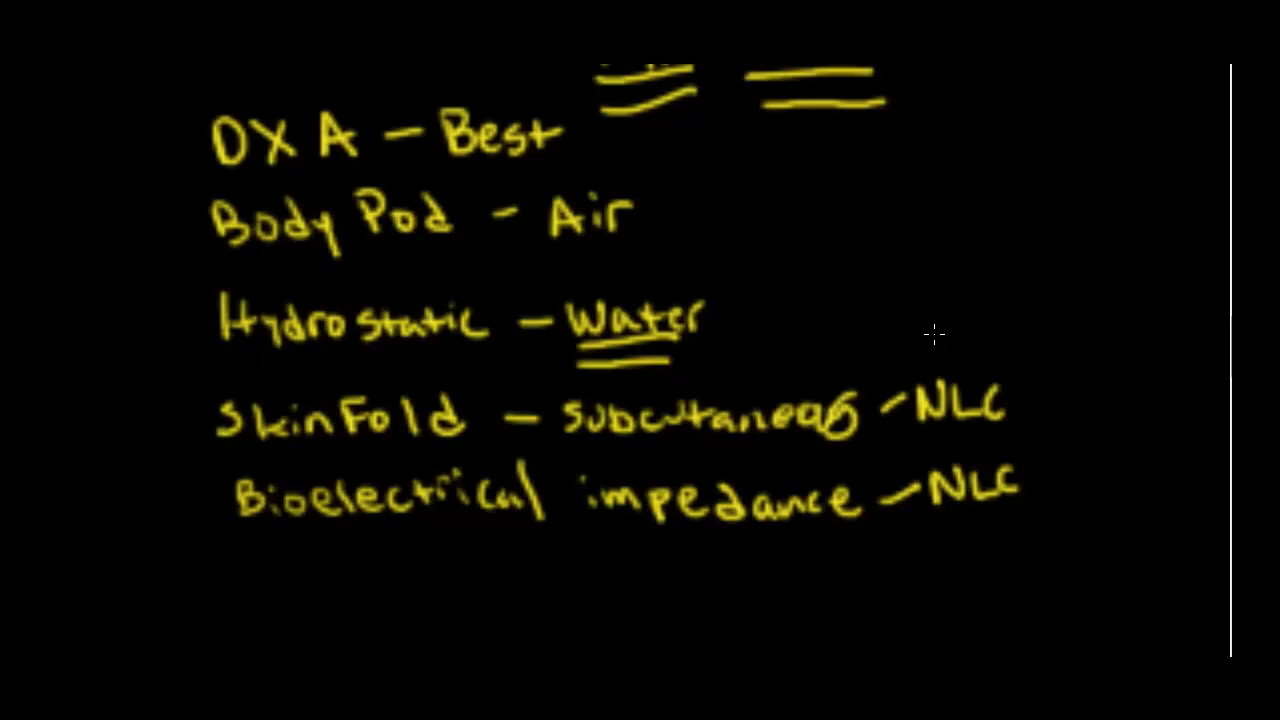 DXA - Best
Body Pod - Air
Hydrostatic - Water
SkinFold - subcutaneous - NLC
Bioelectrical impedance - NLC